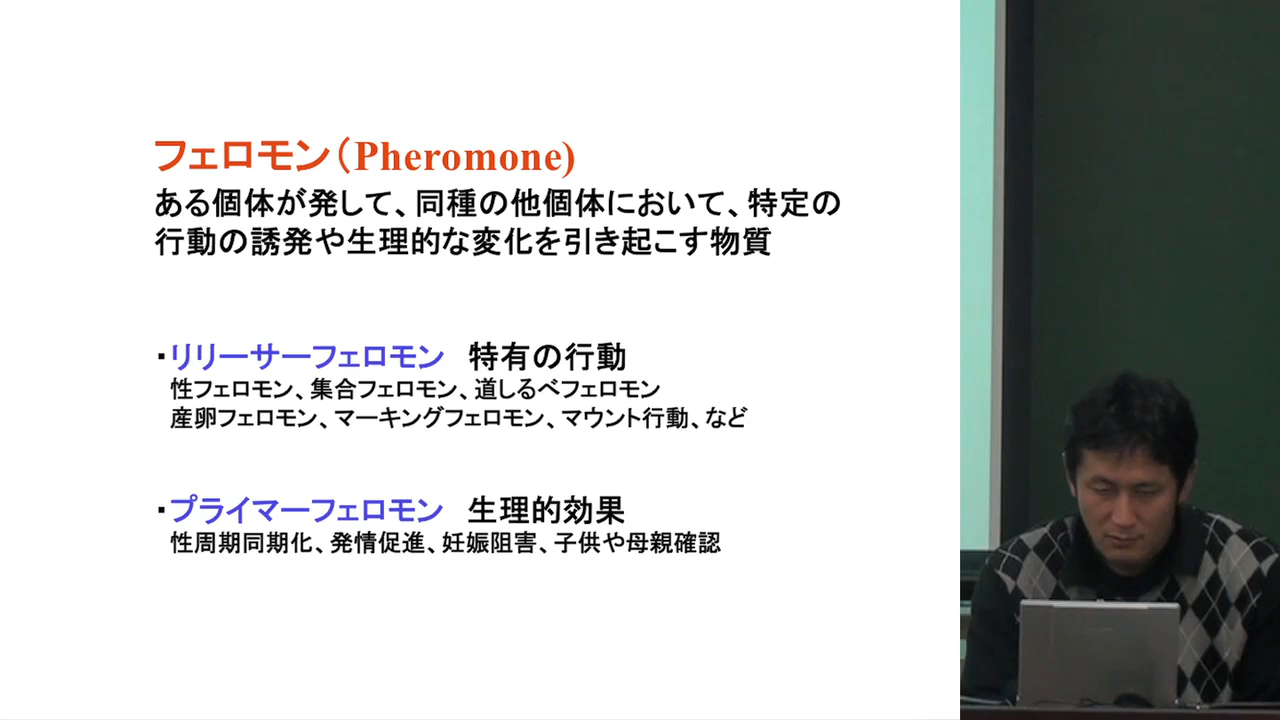 フェロモン（Pheromone)
ある個体が発して、同種の他個体において、特定の
行動の誘発や生理的な変化を引き起こす物質
・リリーサーフェロモン　特有の行動
性フェロモン、集合フェロモン、道しるべフェロモン
産卵フェロモン、マーキングフェロモン、マウント行動、など
・プライマーフェロモン　生理的効果
性周期同期化、発情促進、妊娠阻害、子供や母親確認